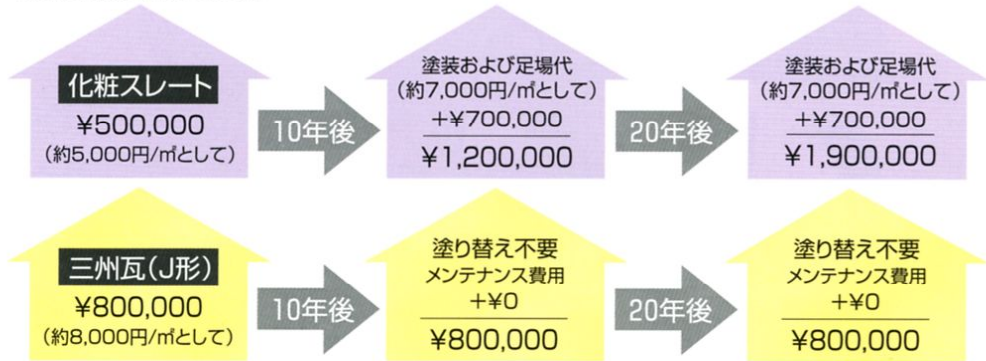 化粧スレート
¥500,000
(約5,000円/㎡として)
10年後
塗装および足場代
(約7,000円/㎡として)
+¥700,000
¥1,200,000
20年後
塗装および足場代
(約7,000円/㎡として)
+¥700,000
¥1,900,000
三州瓦(J形)
¥800,000
(約8,000円/㎡として)
10年後
塗り替え不要
メンテナンス費用
+¥0
¥800,000
20年後
塗り替え不要
メンテナンス費用
+¥0
¥800,000